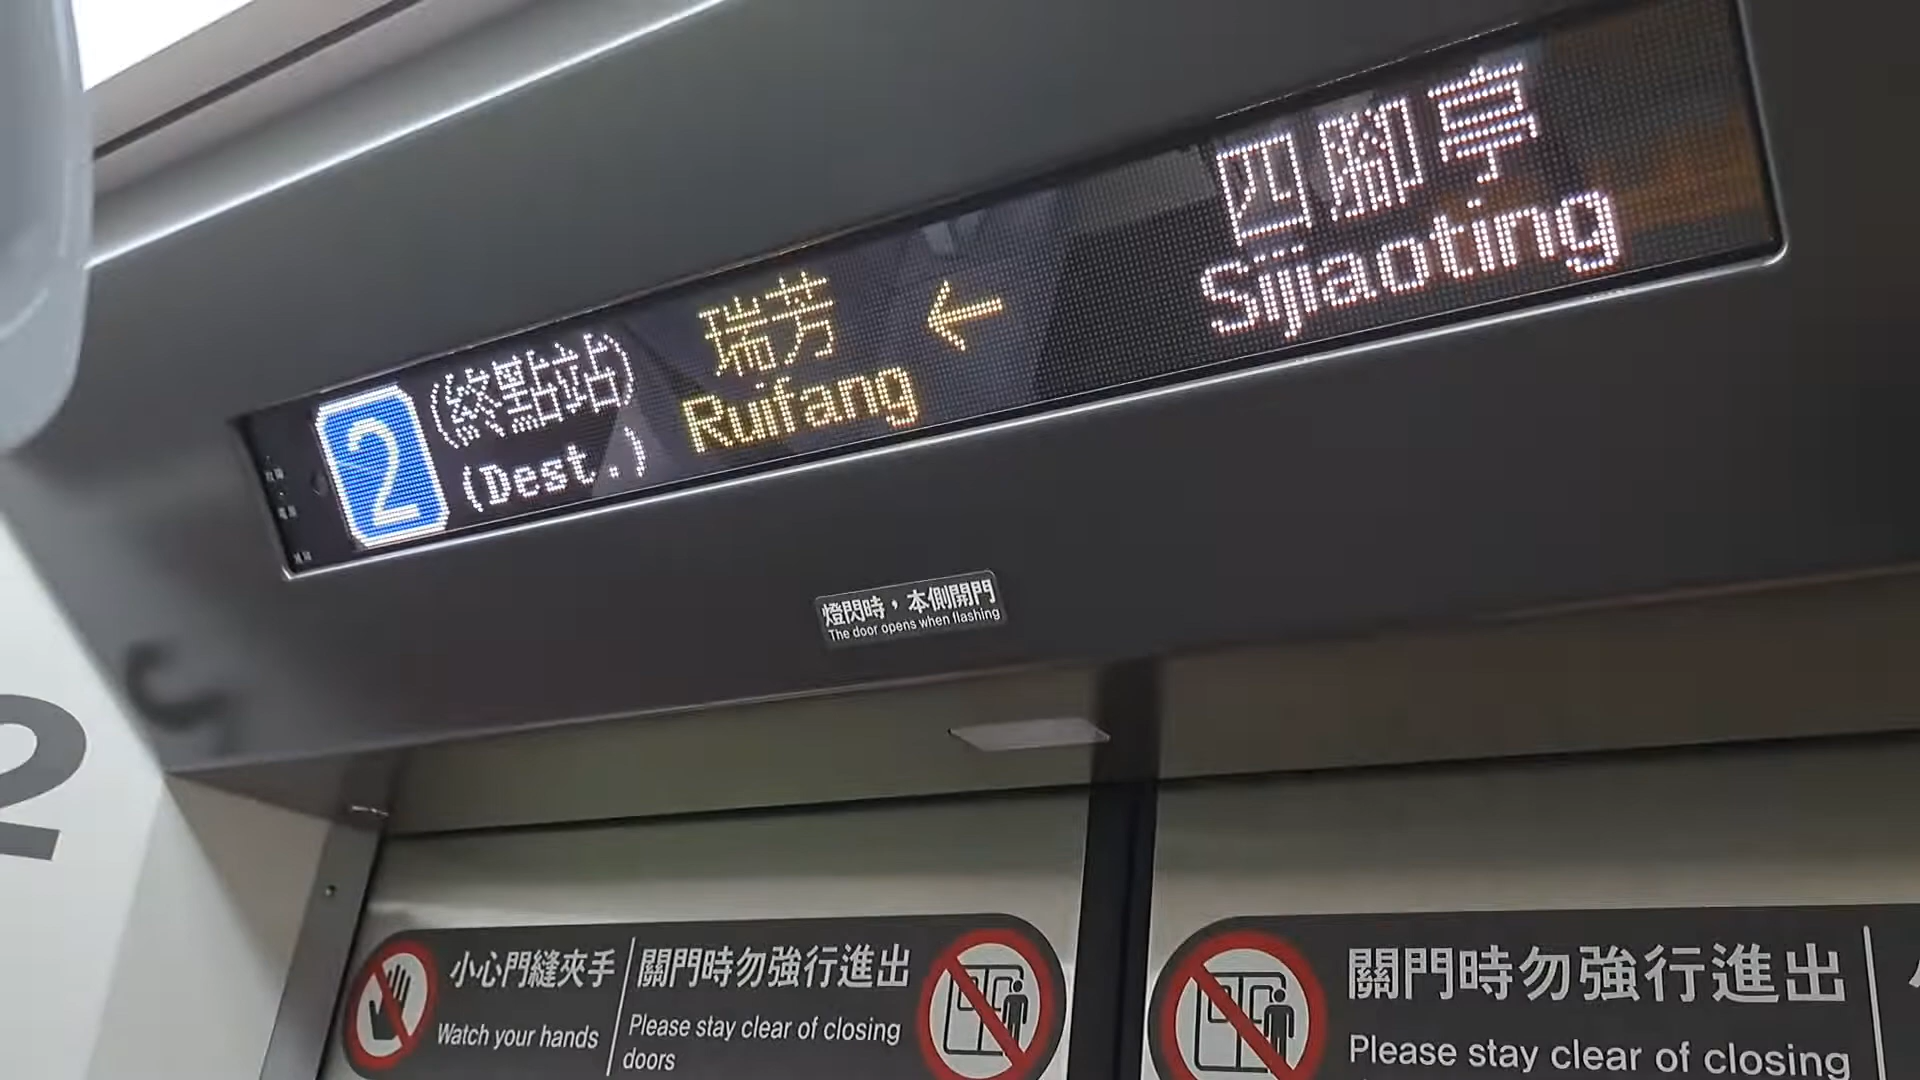 2
(終點站)
(Dest.)
瑞芳
Ruifang
←
四腳亭
Sijiaoting
燈閃時，本側開門
The door opens when flashing
2
小心門縫夾手
Watch your hands
關門時勿強行進出
Please stay clear of closing
doors
關門時勿強行進出
Please stay clear of closing